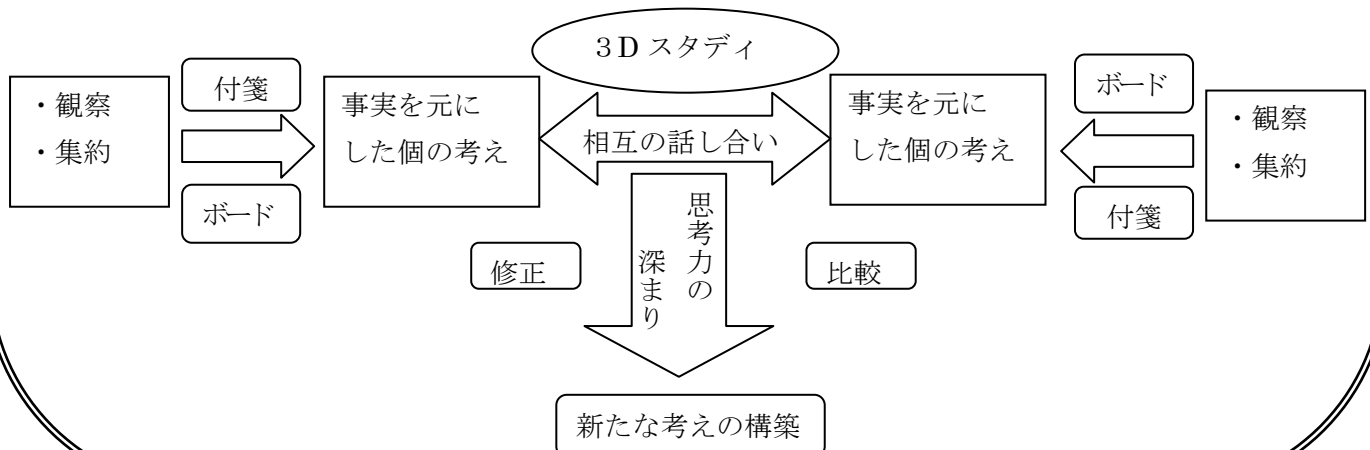 ３Dスタディ
・観察
・集約
付箋
ボード
事実を元に
した個の考え
相互の話し合い
事実を元に
した個の考え
ボード
付箋
・観察
・集約
思考力の
深まり
修正
比較
新たな考えの構築